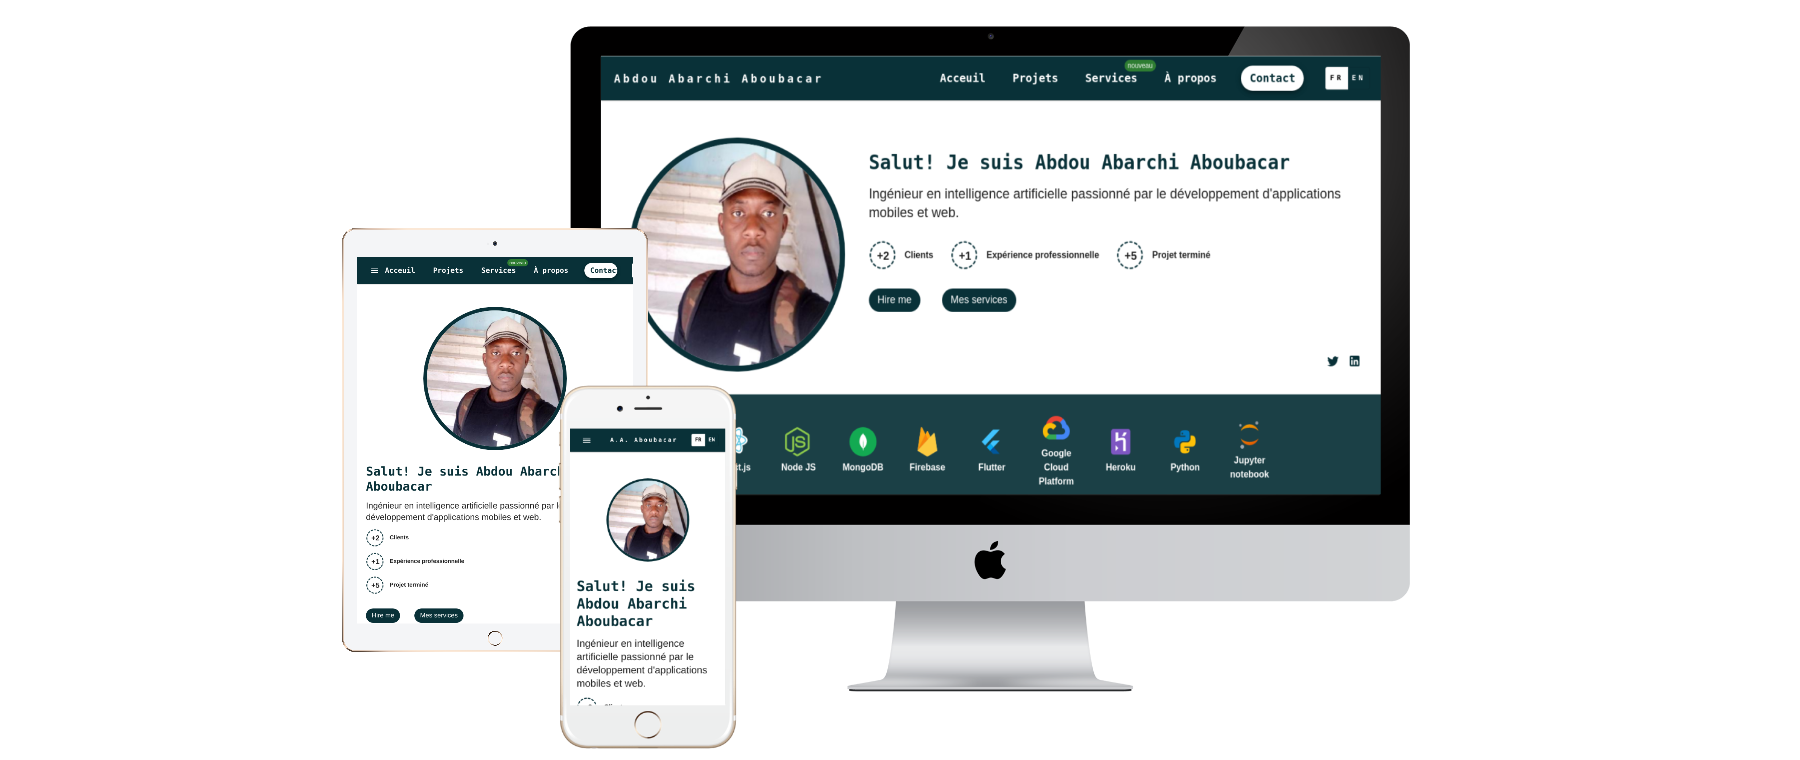 Abdou Abarchi Aboubacar
Acceuil
Projets
Services
nouveau
À propos
Contact
FR
EN
Salut! Je suis Abdou Abarchi Aboubacar
Ingénieur en intelligence artificielle passionné par le développement d'applications
mobiles et web.
+2
Clients
+1
Expérience professionnelle
+5
Projet terminé
Hire me
Mes services
t.js
Node JS
MongoDB
Firebase
Flutter
Google
Cloud
Platform
Heroku
Python
Jupyter
notebook
Acceuil
Projets
Services
À propos
Contac
Salut! Je suis Abdou Abarc
Aboubacar
Ingénieur en intelligence artificielle passionné par l
développement d'applications mobiles et web.
+2
Clients
+1
Expérience professionnelle
+5
Projet terminé
Hire me
Mes services
A.A. Aboubacar
FR
EN
Salut! Je suis
Abdou Abarchi
Aboubacar
Ingénieur en intelligence
artificielle passionné par le
développement d'applications
mobiles et web.